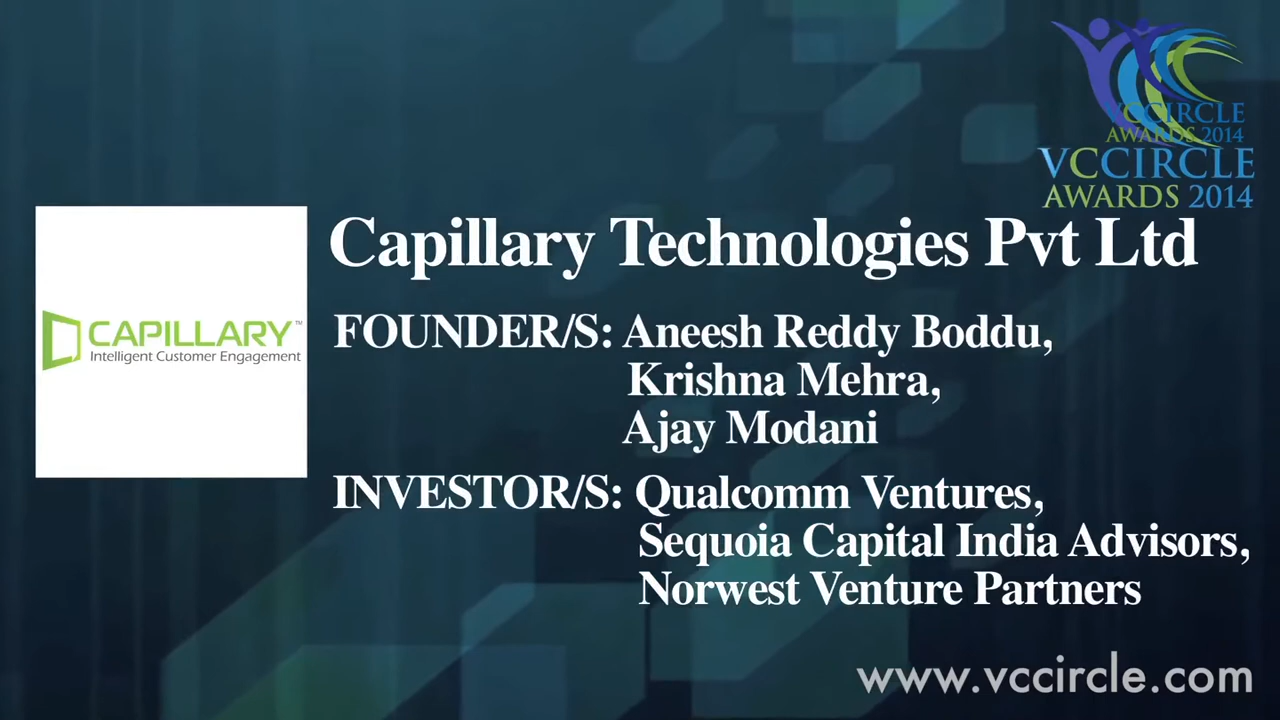 VCCIRCLE
AWARDS 2014
VCCIRCLE
AWARDS 2014
Capillary Technologies Pvt Ltd
CAPILLARY™
Intelligent Customer Engagement
FOUNDER/S: Aneesh Reddy Boddu,
Krishna Mehra,
Ajay Modani
INVESTOR/S: Qualcomm Ventures,
Sequoia Capital India Advisors,
Norwest Venture Partners
www.vccircle.com